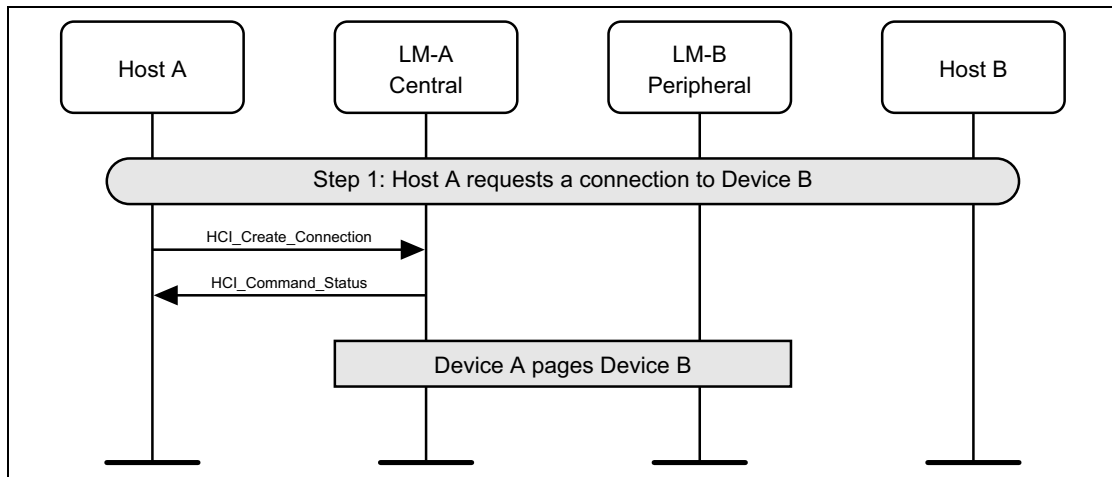 Host A
LM-A
Central
LM-B
Peripheral
Host B
Step 1: Host A requests a connection to Device B
HCI_Create_Connection
HCI_Command_Status
Device A pages Device B